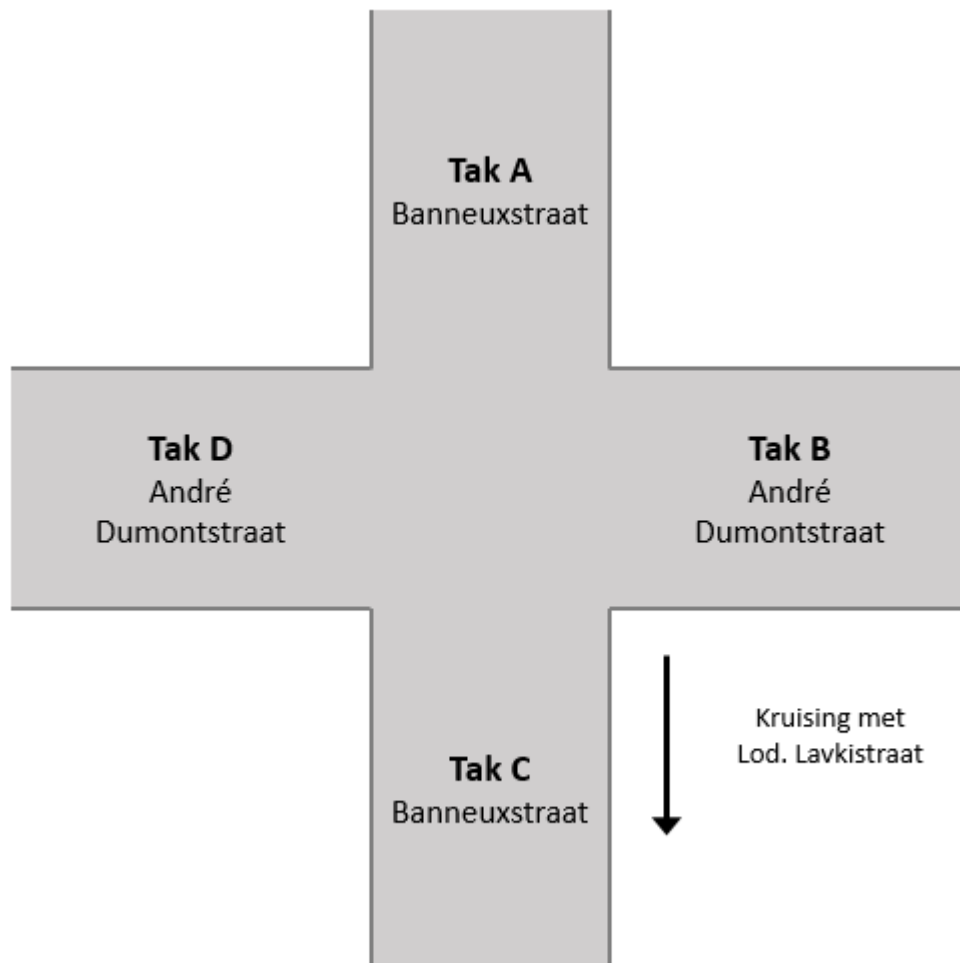 Tak A
Banneuxstraat
Tak D
André
Dumontstraat
Tak B
André
Dumontstraat
Tak C
Banneuxstraat
Kruising met
Lod. Lavkistraat